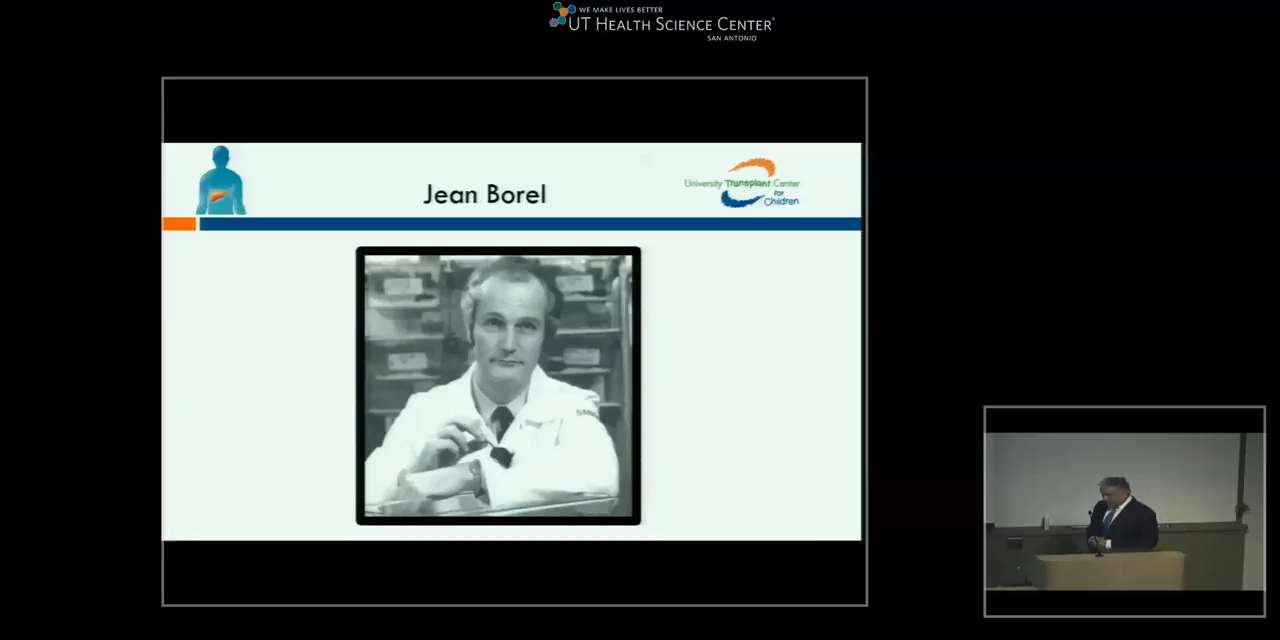 WE MAKE LIVES BETTER
UT HEALTH SCIENCE CENTER®
SAN ANTONIO
Jean Borel
University Transplant Center
for
Children